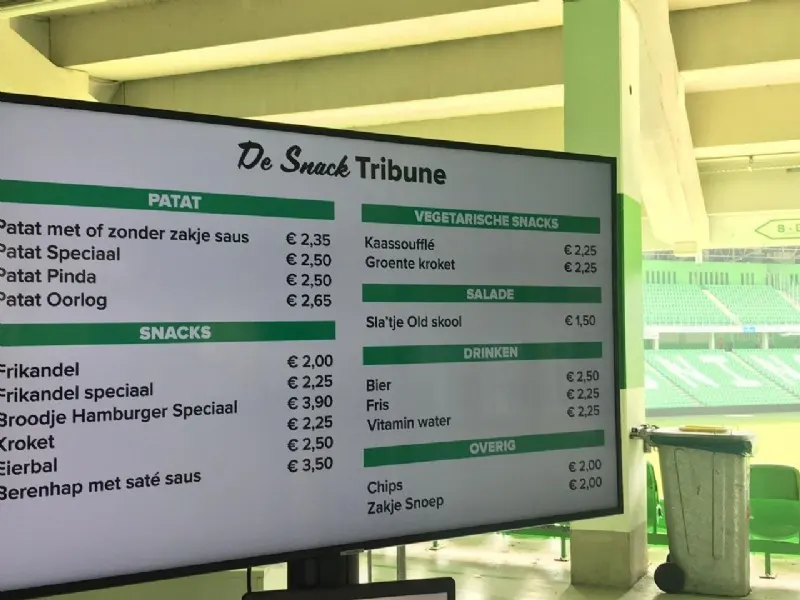 De Snack Tribune
PATAT
Patat met of zonder zakje saus € 2,35
Patat Speciaal € 2,50
Patat Pinda € 2,50
Patat Oorlog € 2,65
SNACKS
Frikandel € 2,00
Frikandel speciaal € 2,25
Broodje Hamburger Speciaal € 3,90
Kroket € 2,25
Eierbal € 2,50
Berenhap met saté saus € 3,50
VEGETARISCHE SNACKS
Kaassoufflé € 2,25
Groente kroket € 2,25
SALADE
Sla'tje Old skool € 1,50
DRINKEN
Bier € 2,50
Fris € 2,25
Vitamin water € 2,25
OVERIG
Chips € 2,00
Zakje Snoep € 2,00